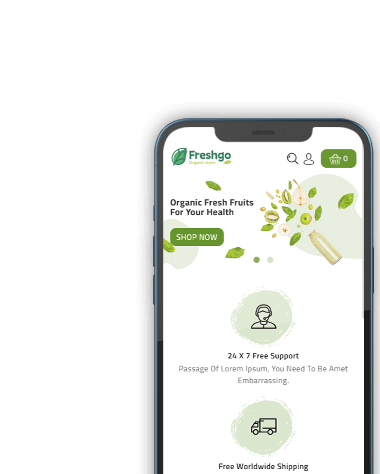 Freshgo
Organic store
0
Organic Fresh Fruits
For Your Health
SHOP NOW
24 X 7 Free Support
Passage Of Lorem Ipsum, You Need To Be Amet
Embarrassing.
Free Worldwide Shipping